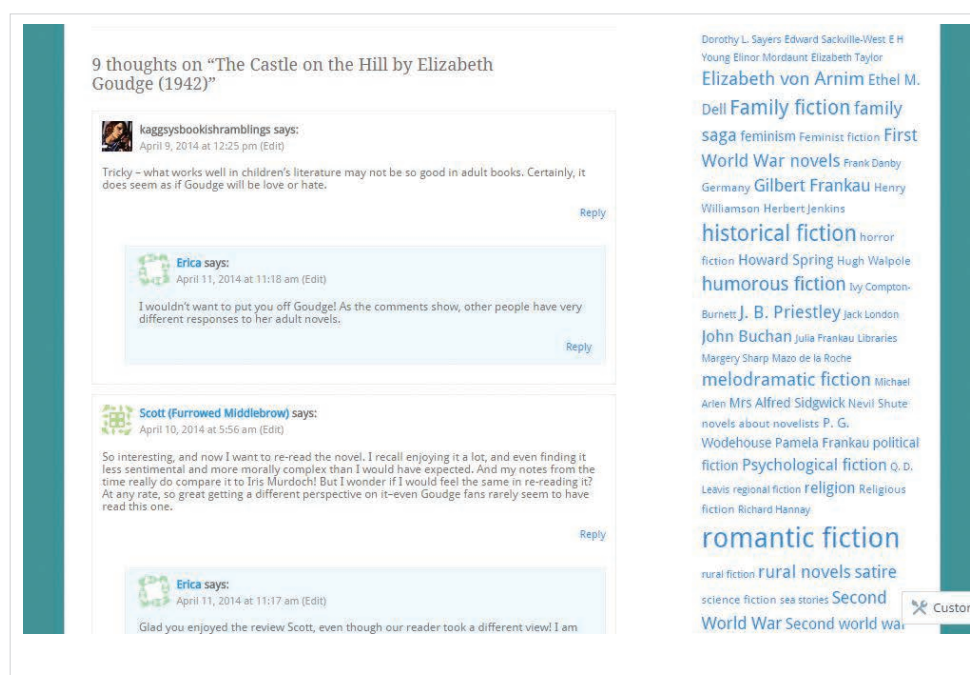 9 thoughts on “The Castle on the Hill by Elizabeth
Goudge (1942)”
kaggsysbookishramblings says:
April 9, 2014 at 12:25 pm (Edit)
Tricky – what works well in children's literature may not be so good in adult books. Certainly, it
does seem as if Goudge will be love or hate.
Reply
Erica says:
April 11, 2014 at 11:18 am (Edit)
I wouldn't want to put you off Goudge! As the comments show, other people have very
different responses to her adult novels.
Reply
Scott (Furrowed Middlebrow) says:
April 10, 2014 at 5:56 am (Edit)
So interesting, and now I want to re-read the novel. I recall enjoying it a lot, and even finding it
less sentimental and more morally complex than I would have expected. And my notes from the
time really do compare it to Iris Murdoch! But I wonder if I would feel the same in re-reading it?
At any rate, so great getting a different perspective on it–even Goudge fans rarely seem to have
read this one.
Reply
Erica says:
April 11, 2014 at 11:17 am (Edit)
Glad you enjoyed the review Scott, even though our reader took a different view! I am
Dorothy L. Sayers Edward Sackville-West E H
Young Elinor Mordaunt Elizabeth Taylor
Elizabeth von Arnim Ethel M.
Dell Family fiction family
saga feminism Feminist fiction First
World War novels Frank Danby
Germany Gilbert Frankau Henry
Williamson Herbert Jenkins
historical fiction horror
fiction Howard Spring Hugh Walpole
humorous fiction Ivy Compton-
Burnett J. B. Priestley Jack London
John Buchan Julia Frankau Libraries
Margery Sharp Mazo de la Roche
melodramatic fiction Michael
Arlen Mrs Alfred Sidgwick Nevil Shute
novels about novelists P. G.
Wodehouse Pamela Frankau political
fiction Psychological fiction Q. D.
Leavis regional fiction religion Religious
fiction Richard Hannay
romantic fiction
rural fiction rural novels satire
science fiction sea stories Second
World War Second world war
Custor